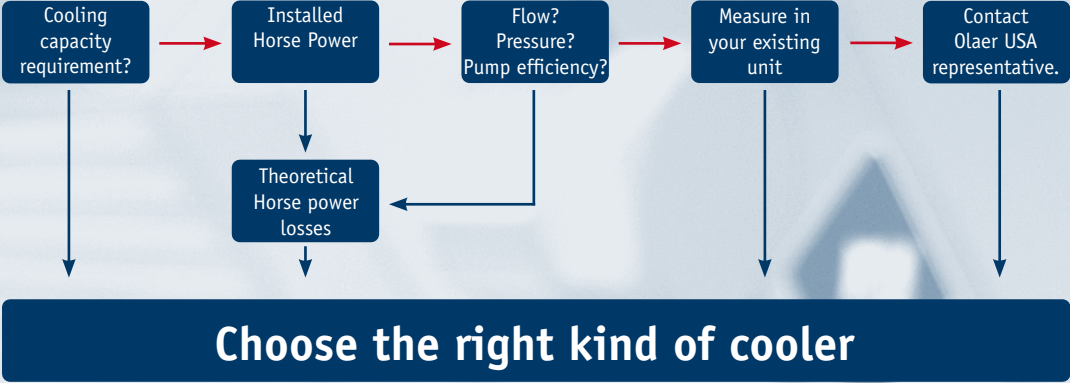 Cooling
capacity
requirement?
Installed
Horse Power
Flow?
Pressure?
Pump efficiency?
Measure in
your existing
unit
Contact
Olaer USA
representative.
Theoretical
Horse power
losses
Choose the right kind of cooler